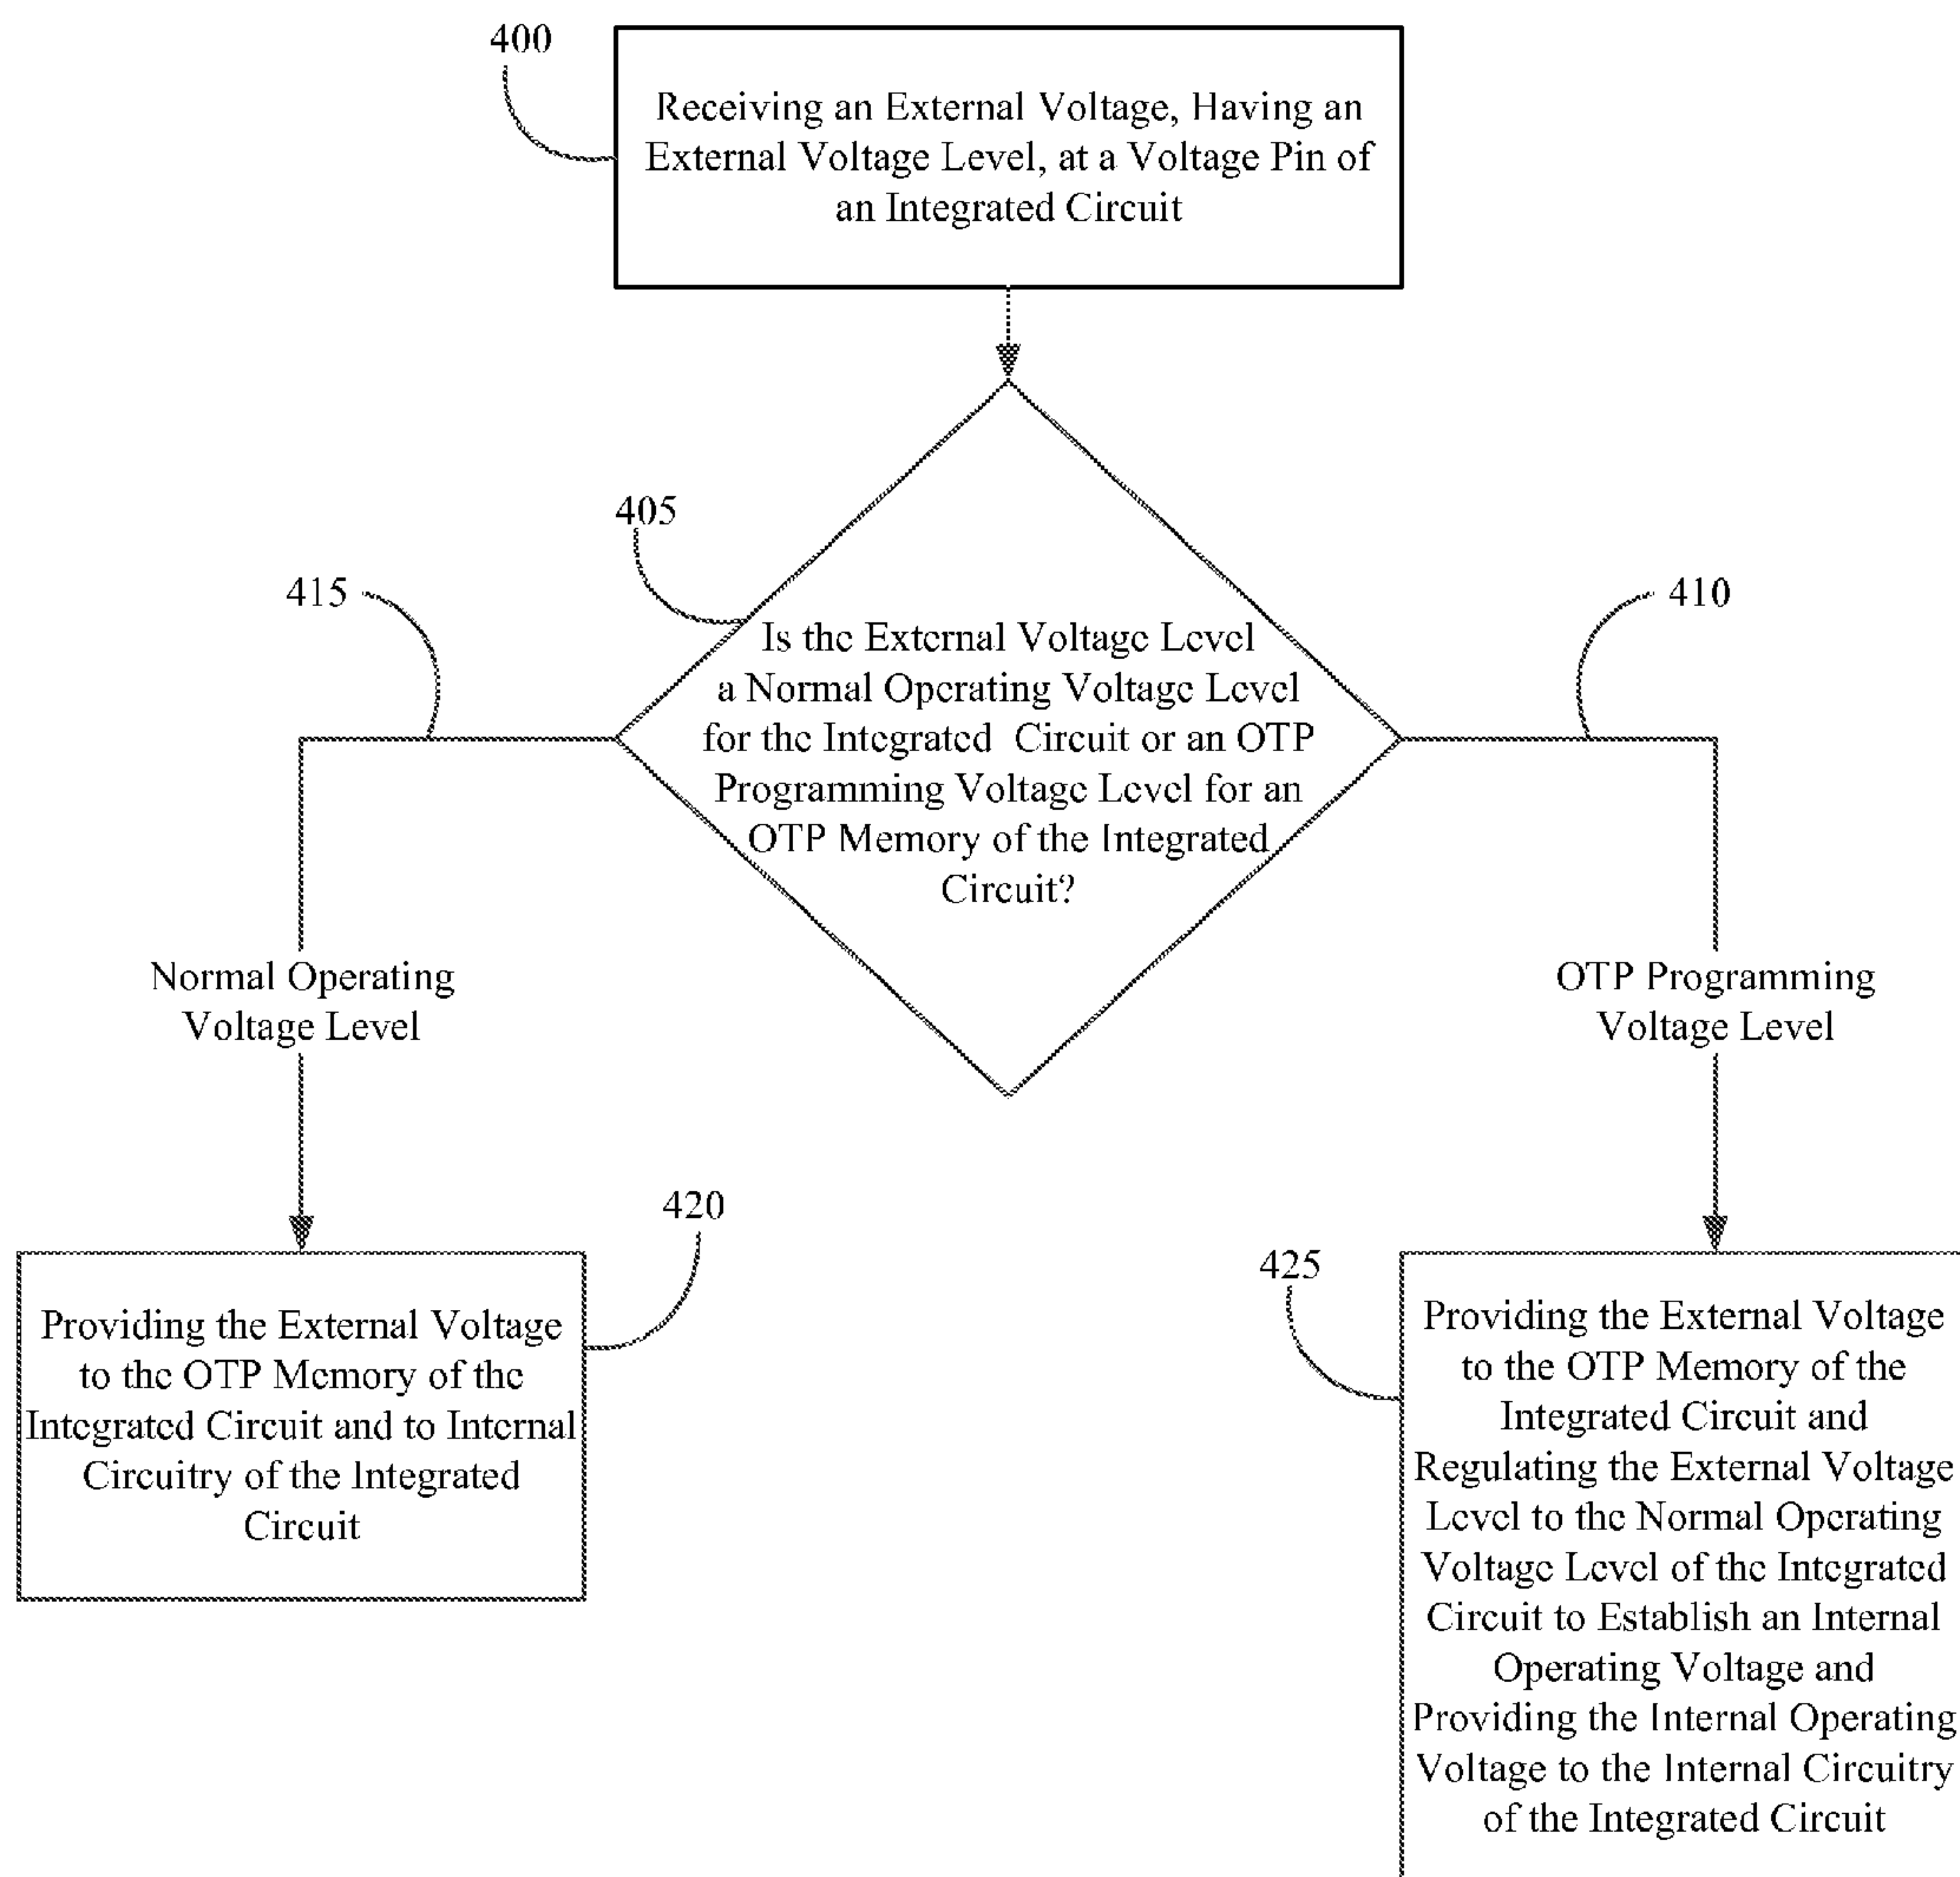 400
Receiving an External Voltage, Having an
External Voltage Level, at a Voltage Pin of
an Integrated Circuit
405
415
410
Is the External Voltage Level
a Normal Operating Voltage Level
for the Integrated Circuit or an OTP
Programming Voltage Level for an
OTP Memory of the Integrated
Circuit?
Normal Operating
Voltage Level
OTP Programming
Voltage Level
420
Providing the External Voltage
to the OTP Memory of the
Integrated Circuit and to Internal
Circuitry of the Integrated
Circuit
425
Providing the External Voltage
to the OTP Memory of the
Integrated Circuit and
Regulating the External Voltage
Level to the Normal Operating
Voltage Level of the Integrated
Circuit to Establish an Internal
Operating Voltage and
Providing the Internal Operating
Voltage to the Internal Circuitry
of the Integrated Circuit